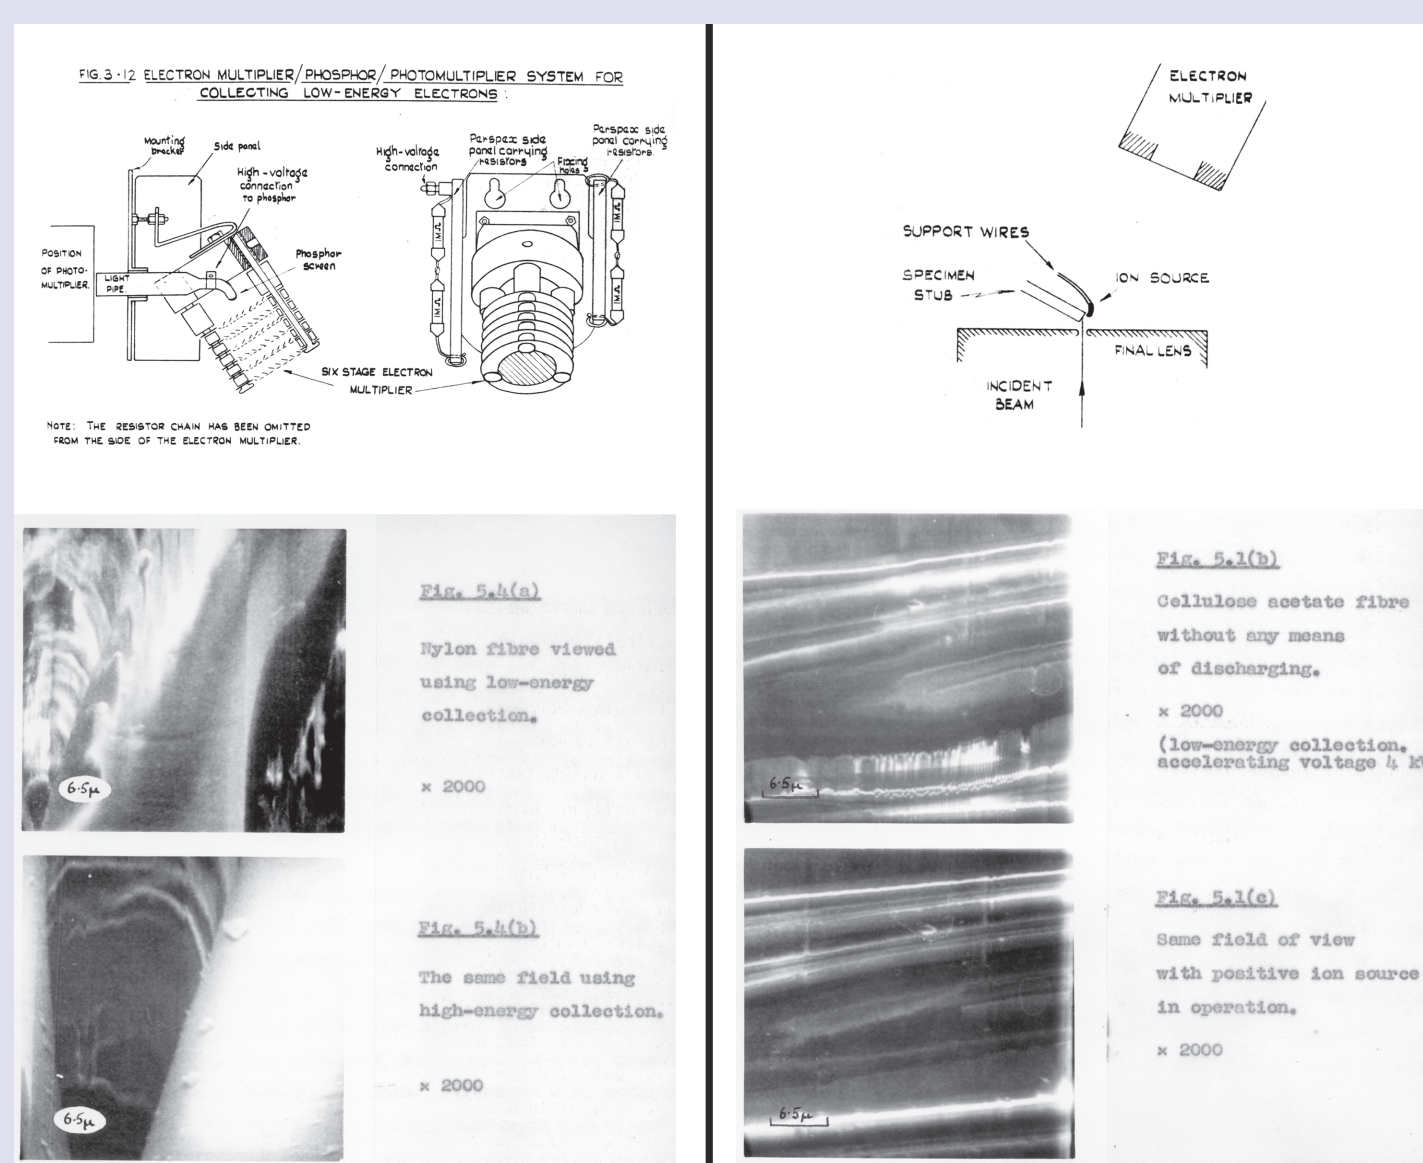 FIG. 3·12 ELECTRON MULTIPLIER/PHOSPHOR/PHOTOMULTIPLIER SYSTEM FOR
COLLECTING LOW-ENERGY ELECTRONS:
Mounting
bracket
Side panel
High-voltage
connection
to phosphor
POSITION
OF PHOTO-
MULTIPLIER.
LIGHT
PIPE.
Phosphor
screen
High-voltage
connection
Perspex side
panel carrying
resistors
Fixing
holes
Perspex side
panel carrying
resistors.
1M.Ω
1M.Ω
1M.Ω
1M.Ω
SIX STAGE ELECTRON
MULTIPLIER
NOTE: THE RESISTOR CHAIN HAS BEEN OMITTED
FROM THE SIDE OF THE ELECTRON MULTIPLIER.
6·5μ
Fig. 5.4(a)
Nylon fibre viewed
using low-energy
collection.
x 2000
6·5μ
Fig. 5.4(b)
The same field using
high-energy collection.
x 2000
ELECTRON
MULTIPLIER
SUPPORT WIRES
SPECIMEN
STUB
ION SOURCE
FINAL LENS
INCIDENT
BEAM
6·5μ
Fig. 5.1(b)
Cellulose acetate fibre
without any means
of discharging.
x 2000
(low-energy collection.
accelerating voltage 4 kV
6·5μ
Fig. 5.1(c)
Same field of view
with positive ion source
in operation.
x 2000